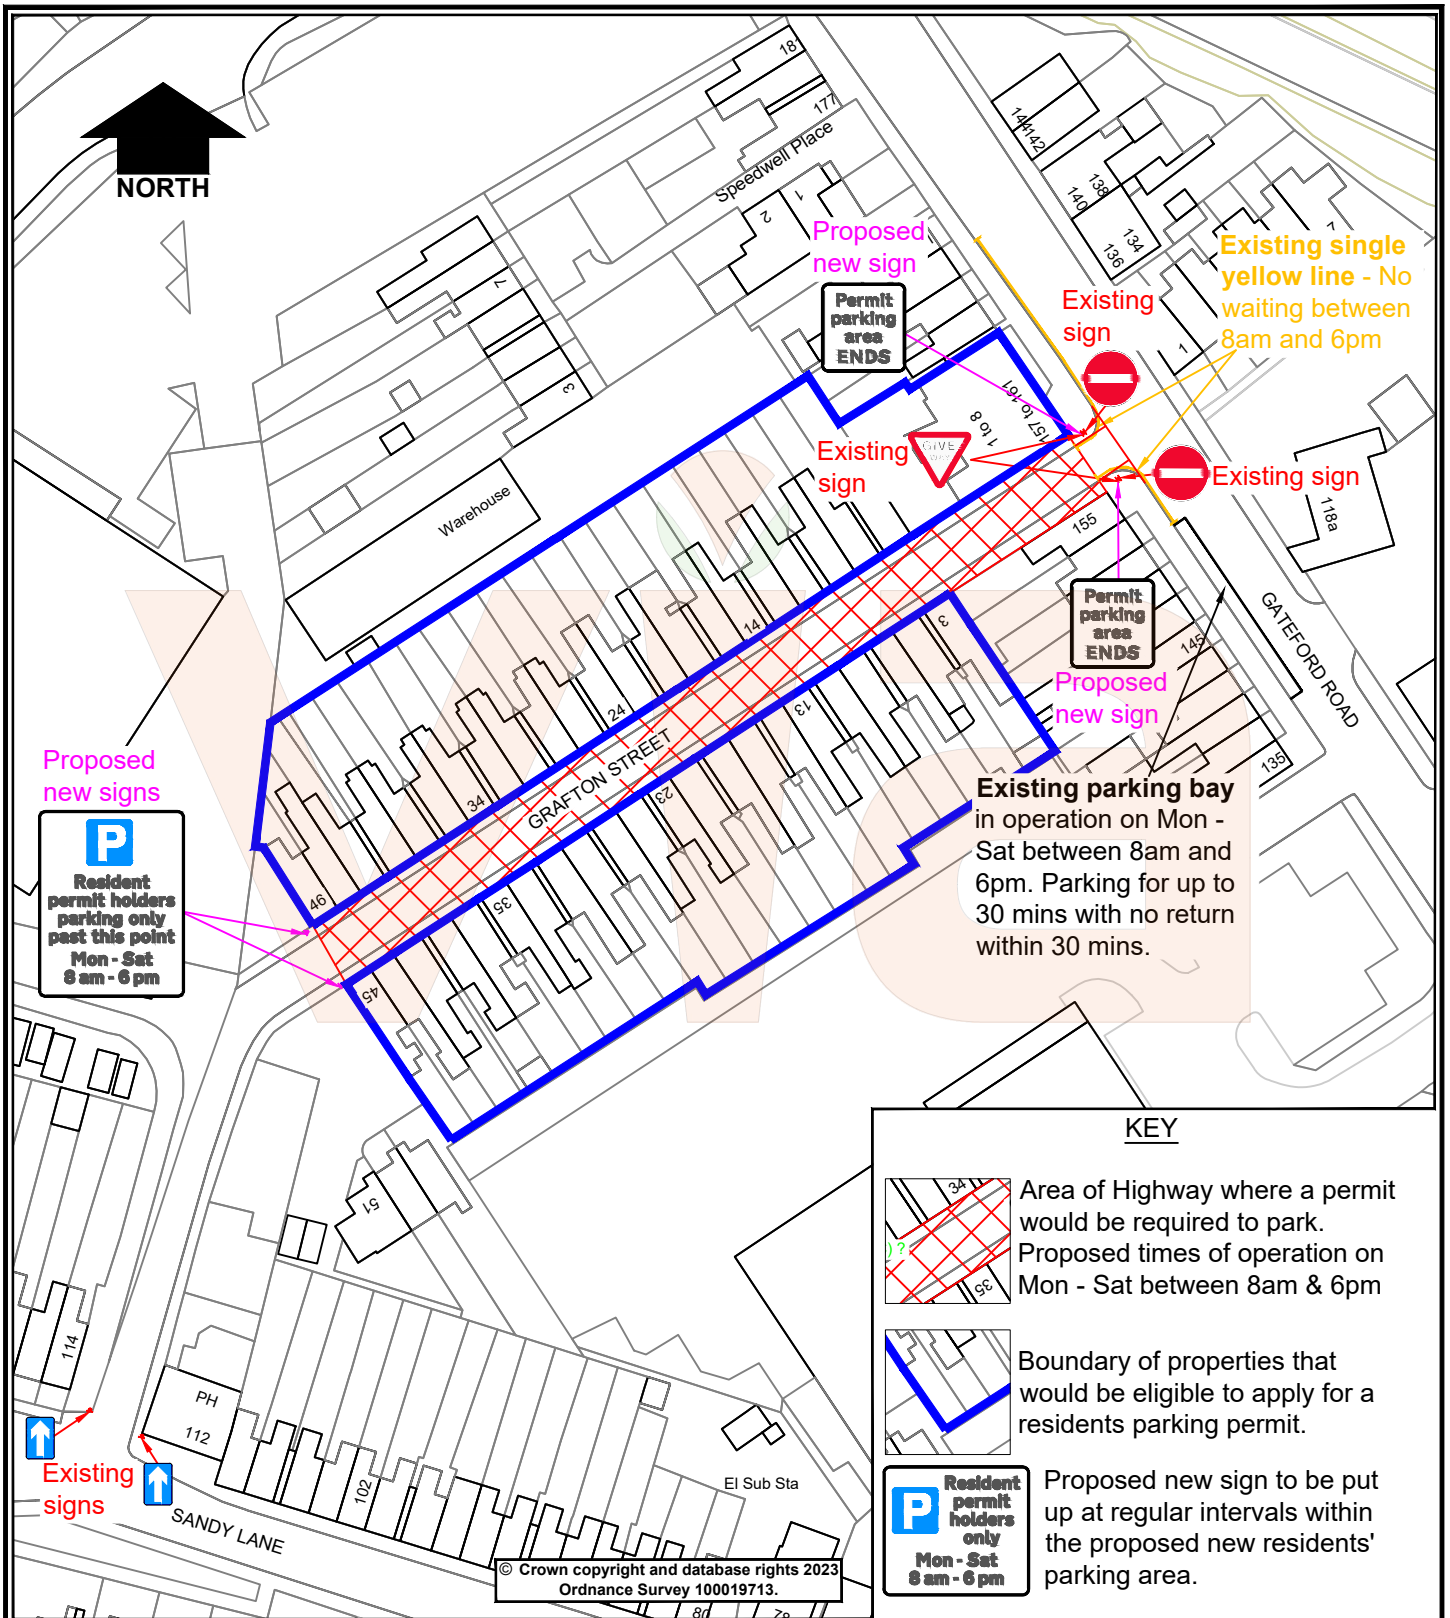 NORTH
181
177
Speedwell Place
1
2
7
3
144
142
140
138
136
134
1
118a
Proposed
new sign
Permit
parking
area
ENDS
Existing
sign
Existing single
yellow line - No
waiting between
8am and 6pm
157 to 161
1 to 8
Existing
sign
GIVE
Existing sign
155
Warehouse
Permit
parking
area
ENDS
Proposed
new sign
145
135
GATEFORD ROAD
Existing parking bay
in operation on Mon -
Sat between 8am and
6pm. Parking for up to
30 mins with no return
within 30 mins.
14
24
34
46
3
13
23
35
45
GRAFTON STREET
Proposed
new signs
P
Resident
permit holders
parking only
past this point
Mon - Sat
8 am - 6 pm
51
114
PH
112
102
80
78
El Sub Sta
Existing
signs
SANDY LANE
© Crown copyright and database rights 2023
Ordnance Survey 100019713.
KEY
34
) ?
35
Area of Highway where a permit
would be required to park.
Proposed times of operation on
Mon - Sat between 8am & 6pm
Boundary of properties that
would be eligible to apply for a
residents parking permit.
P
Resident
permit
holders
only
Mon - Sat
8 am - 6 pm
Proposed new sign to be put
up at regular intervals within
the proposed new residents'
parking area.
via